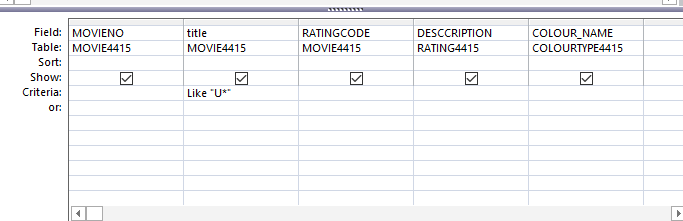 Field: MOVIENO title RATINGCODE DESCCRIPTION COLOUR_NAME
Table: MOVIE4415 MOVIE4415 MOVIE4415 RATING4415 COLOURTYPE4415
Sort:
Show:
Criteria: Like "U*"
or: